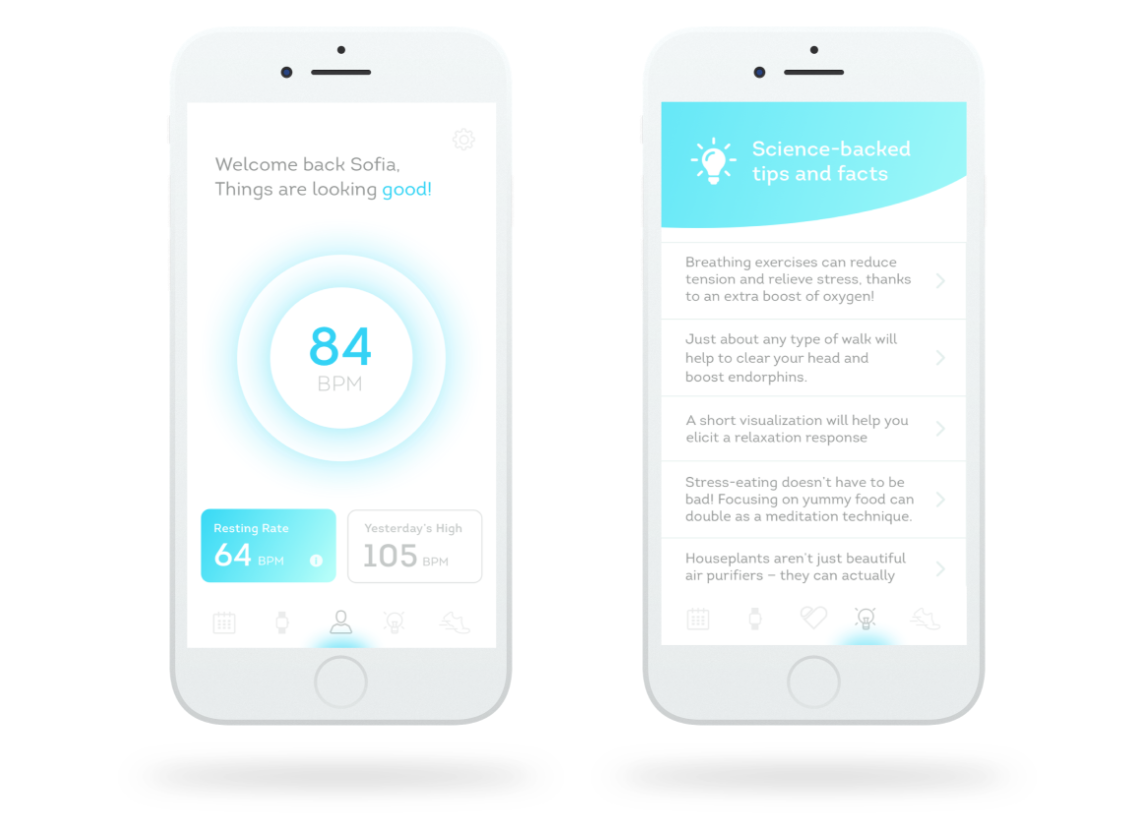 Welcome back Sofia,
Things are looking good!
84
BPM
Resting Rate
64 BPM
Yesterday's High
105 BPM
Science-backed
tips and facts
Breathing exercises can reduce
tension and relieve stress, thanks
to an extra boost of oxygen!
Just about any type of walk will
help to clear your head and
boost endorphins.
A short visualization will help you
elicit a relaxation response
Stress-eating doesn't have to be
bad! Focusing on yummy food can
double as a meditation technique.
Houseplants aren't just beautiful
air purifiers – they can actually